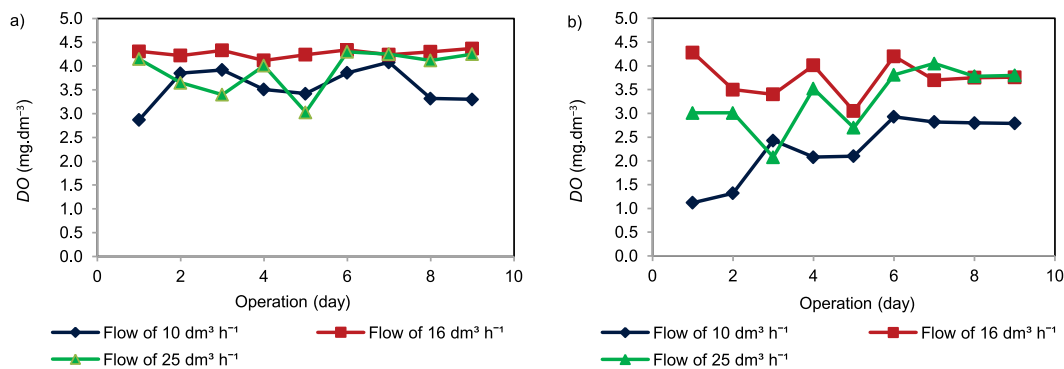 a)
5.0
4.5
4.0
3.5
3.0
2.5
2.0
1.5
1.0
0.5
0.0
DO (mg.dm⁻³)
0 2 4 6 8 10
Operation (day)
Flow of 10 dm³ h⁻¹ Flow of 16 dm³ h⁻¹
Flow of 25 dm³ h⁻¹
b)
5.0
4.5
4.0
3.5
3.0
2.5
2.0
1.5
1.0
0.5
0.0
DO (mg.dm⁻³)
0 2 4 6 8 10
Operation (day)
Flow of 10 dm³ h⁻¹ Flow of 16 dm³ h⁻¹
Flow of 25 dm³ h⁻¹